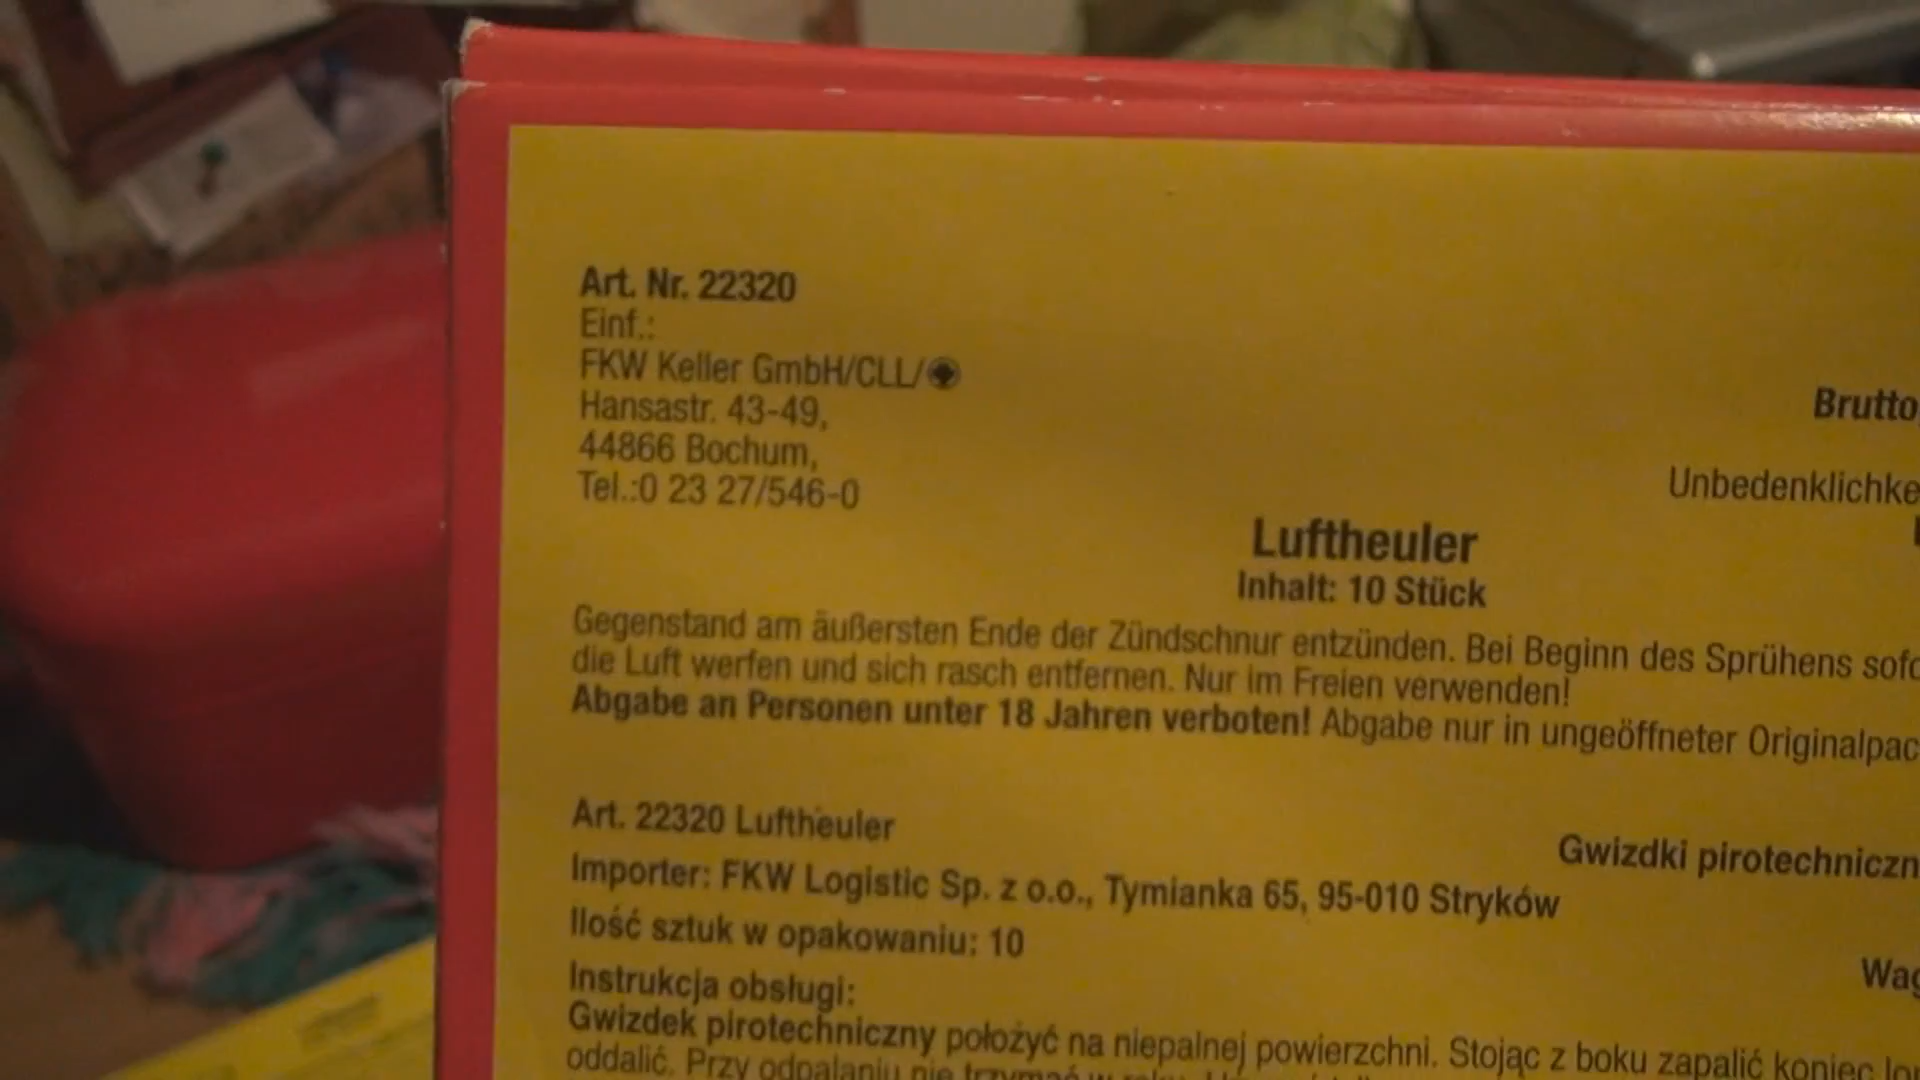 Art. Nr. 22320
Einf.:
FKW Keller GmbH/CLL/
Hansastr. 43-49,
44866 Bochum,
Tel.:0 23 27/546-0
Brutto
Unbedenklichke
Luftheuler
Inhalt: 10 Stück
Gegenstand am äußersten Ende der Zündschnur entzünden. Bei Beginn des Sprühens sofo
die Luft werfen und sich rasch entfernen. Nur im Freien verwenden!
Abgabe an Personen unter 18 Jahren verboten! Abgabe nur in ungeöffneter Originalpac
Art. 22320 Luftheuler
Gwizdki pirotechniczn
Importer: FKW Logistic Sp. z o.o., Tymianka 65, 95-010 Stryków
Ilość sztuk w opakowaniu: 10
Wag
Instrukcja obsługi:
Gwizdek pirotechniczny położyć na niepalnej powierzchni. Stojąc z boku zapalić koniec lon
oddalić. Przy odpalaniu nie trzymać w